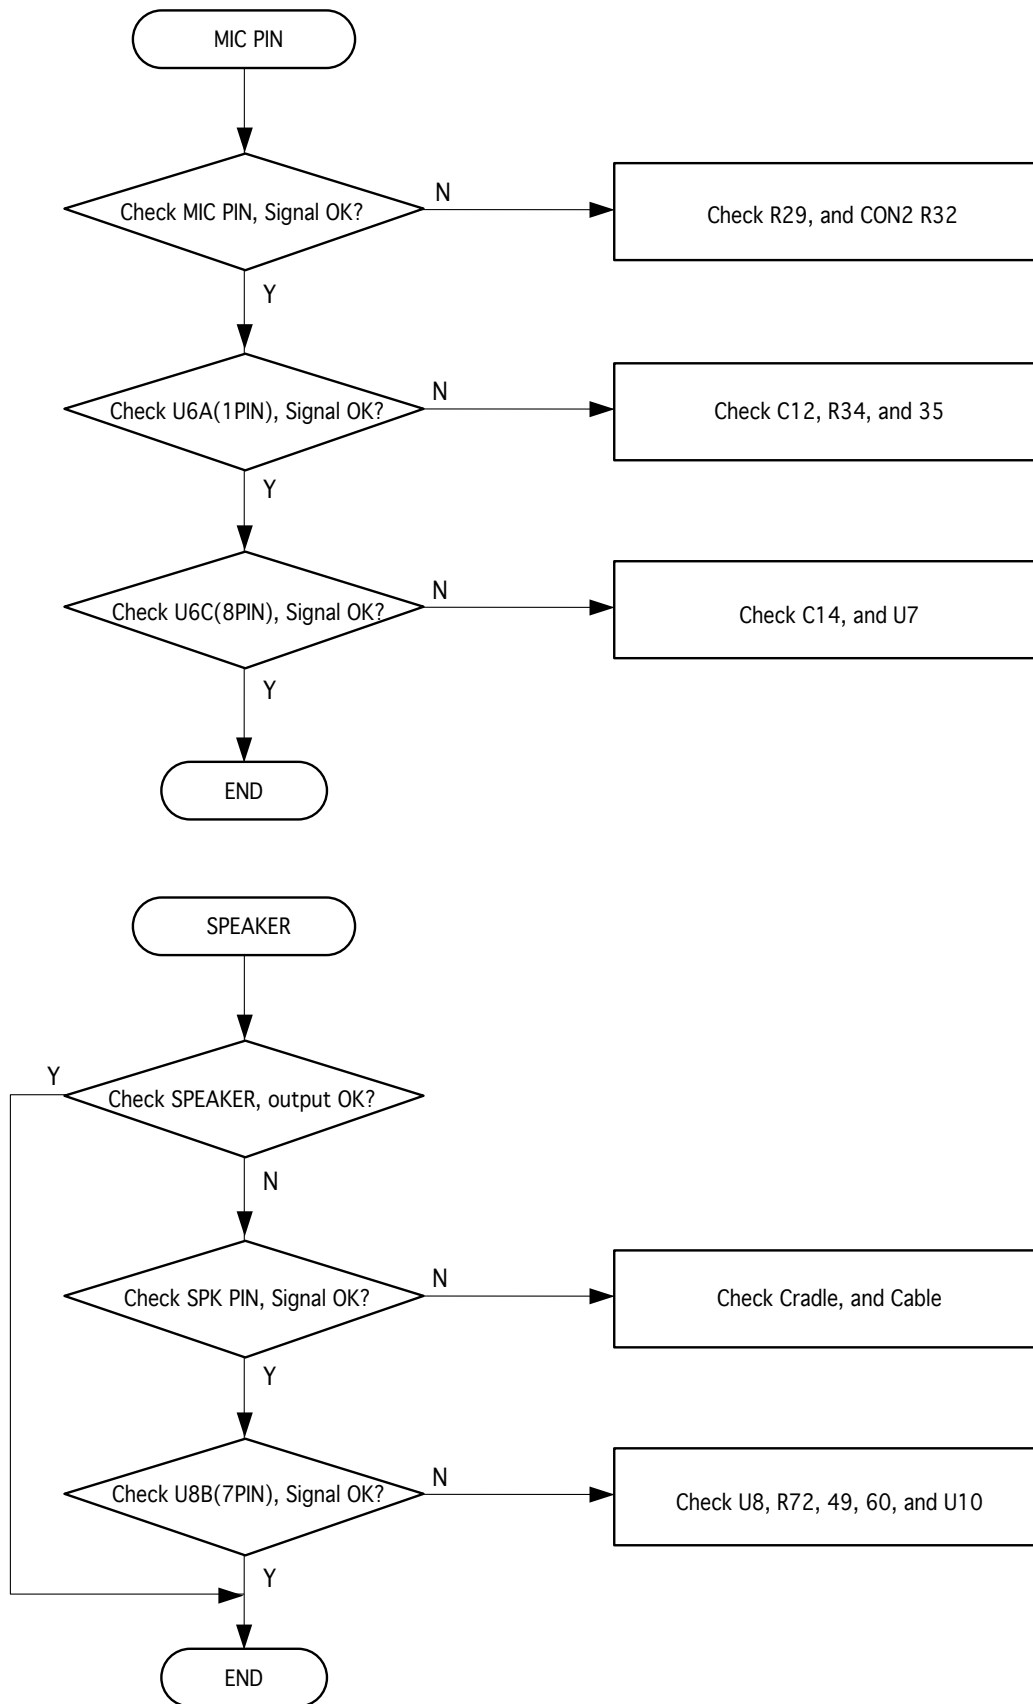 MIC PIN
Check MIC PIN, Signal OK?
N
Check R29, and CON2 R32
Y
Check U6A(1PIN), Signal OK?
N
Check C12, R34, and 35
Y
Check U6C(8PIN), Signal OK?
N
Check C14, and U7
Y
END
SPEAKER
Y
Check SPEAKER, output OK?
N
Check SPK PIN, Signal OK?
N
Check Cradle, and Cable
Y
Check U8B(7PIN), Signal OK?
N
Check U8, R72, 49, 60, and U10
Y
END